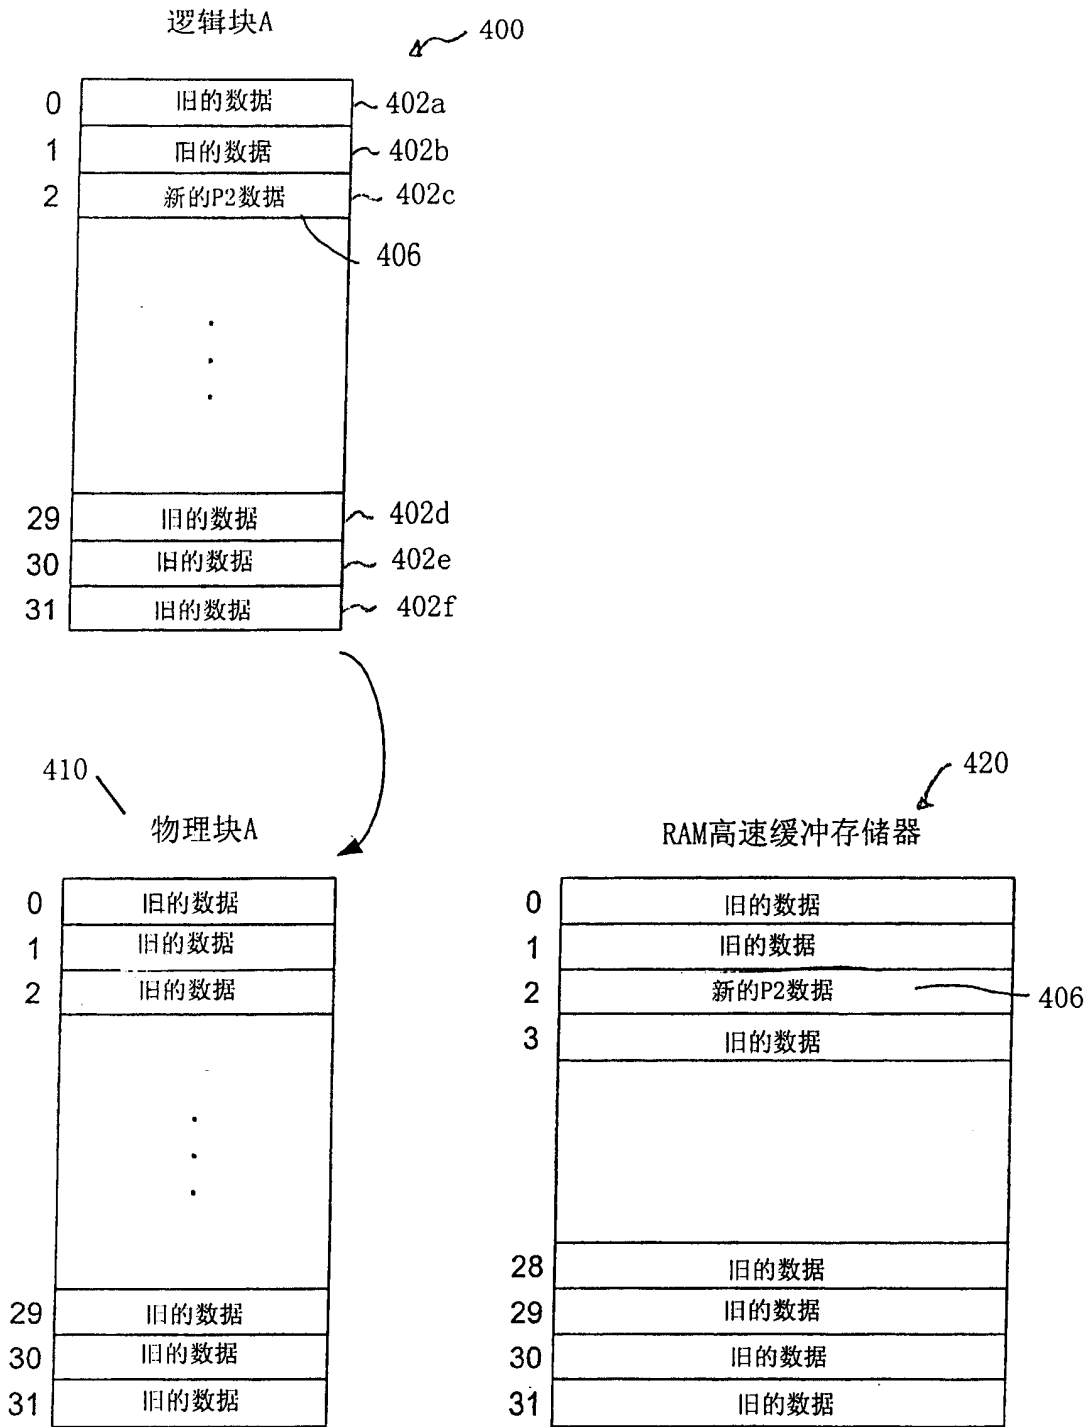 逻辑块A
400
0 旧的数据 402a
1 旧的数据 402b
2 新的P2数据 402c
406
29 旧的数据 402d
30 旧的数据 402e
31 旧的数据 402f
410
物理块A
0 旧的数据
1 旧的数据
2 旧的数据
29 旧的数据
30 旧的数据
31 旧的数据
420
RAM高速缓冲存储器
0 旧的数据
1 旧的数据
2 新的P2数据 406
3 旧的数据
28 旧的数据
29 旧的数据
30 旧的数据
31 旧的数据